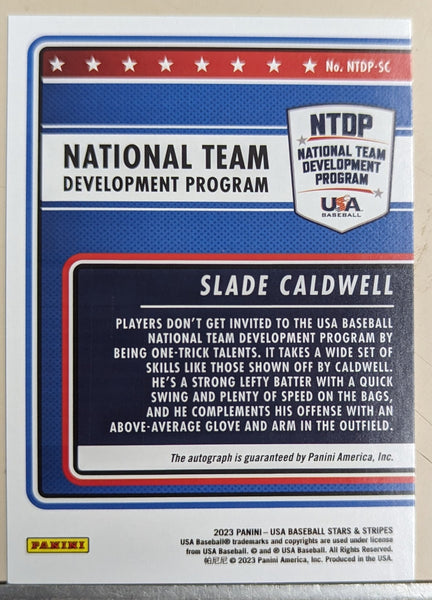 No. NTDP-SC
NTDP
NATIONAL TEAM
DEVELOPMENT
PROGRAM
USA
BASEBALL
NATIONAL TEAM
DEVELOPMENT PROGRAM
SLADE CALDWELL
PLAYERS DON'T GET INVITED TO THE USA BASEBALL
NATIONAL TEAM DEVELOPMENT PROGRAM BY
BEING ONE-TRICK TALENTS. IT TAKES A WIDE SET OF
SKILLS LIKE THOSE SHOWN OFF BY CALDWELL.
HE'S A STRONG LEFTY BATTER WITH A QUICK
SWING AND PLENTY OF SPEED ON THE BAGS,
AND HE COMPLEMENTS HIS OFFENSE WITH AN
ABOVE-AVERAGE GLOVE AND ARM IN THE OUTFIELD.
The autograph is guaranteed by Panini America, Inc.
PANINI
2023 PANINI – USA BASEBALL STARS & STRIPES
USA Baseball® trademarks and copyrights are used under license
from USA Baseball. © and ® USA Baseball. All Rights Reserved.
帕尼尼 © 2023 Panini America, Inc. Produced in the USA.